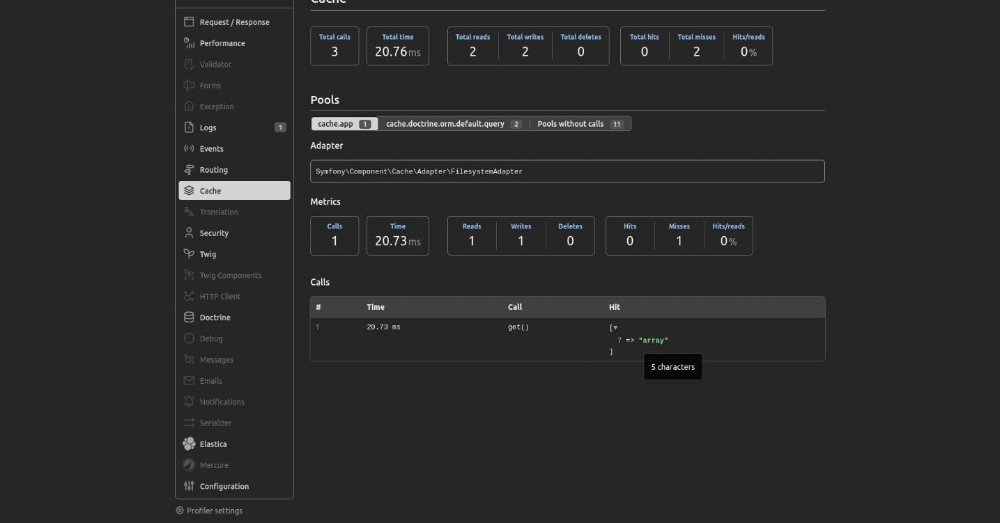 Cache
Request / Response
Performance
Validator
Forms
Exception
Logs 1
Events
Routing
Cache
Translation
Security
Twig
Twig Components
HTTP Client
Doctrine
Debug
Messages
Emails
Notifications
Serializer
Elastica
Mercure
Configuration
Profiler settings
Total calls Total time Total reads Total writes Total deletes Total hits Total misses Hits/reads
3 20.76 ms 2 2 0 0 2 0 %
Pools
cache.app 1 cache.doctrine.orm.default.query 2 Pools without calls 11
Adapter
Symfony\Component\Cache\Adapter\FilesystemAdapter
Metrics
Calls Time Reads Writes Deletes Hits Misses Hits/reads
1 20.73 ms 1 1 0 0 1 0 %
Calls
# Time Call Hit
1 20.73 ms get() [▼
7 => "array"
]
5 characters